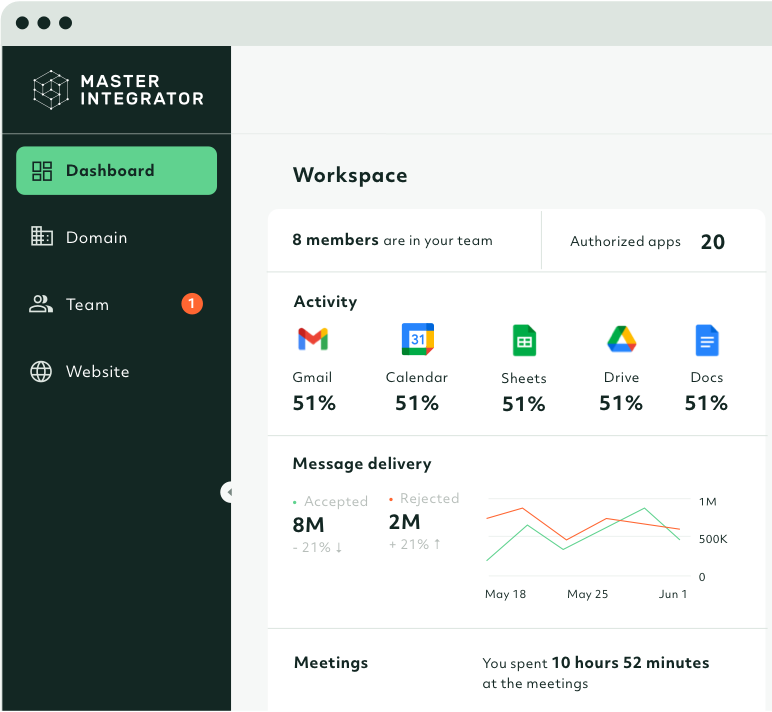 MASTER
INTEGRATOR
Dashboard
Domain
Team 1
Website
Workspace
8 members are in your team
Authorized apps 20
Activity
31
Gmail Calendar Sheets Drive Docs
51% 51% 51% 51% 51%
Message delivery
Accepted
8M
- 21% ↓
Rejected
2M
+ 21% ↑
1M
500K
0
May 18 May 25 Jun 1
Meetings
You spent 10 hours 52 minutes
at the meetings